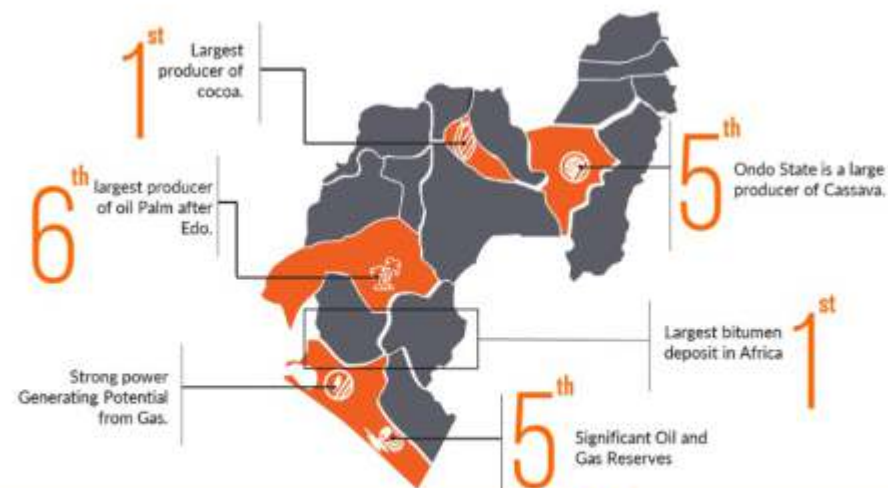 1st
Largest
producer of
cocoa.
6th
largest producer
of oil Palm after
Edo.
5th
Ondo State is a large
producer of Cassava.
Largest bitumen
deposit in Africa
1st
Strong power
Generating Potential
from Gas.
5th
Significant Oil and
Gas Reserves